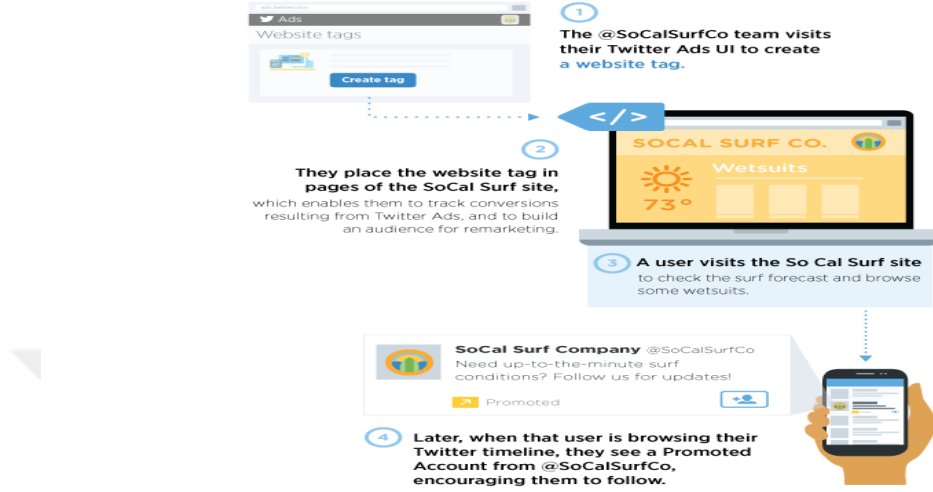 ads.twitter.com
Ads
Website tags
Create tag
1
The @SoCalSurfCo team visits
their Twitter Ads UI to create
a website tag.
</>
2
They place the website tag in
pages of the SoCal Surf site,
which enables them to track conversions
resulting from Twitter Ads, and to build
an audience for remarketing.
SOCAL SURF CO.
Wetsuits
73°
3
A user visits the So Cal Surf site
to check the surf forecast and browse
some wetsuits.
SoCal Surf Company @SoCalSurfCo
Need up-to-the-minute surf
conditions? Follow us for updates!
Promoted
4
Later, when that user is browsing their
Twitter timeline, they see a Promoted
Account from @SoCalSurfCo,
encouraging them to follow.